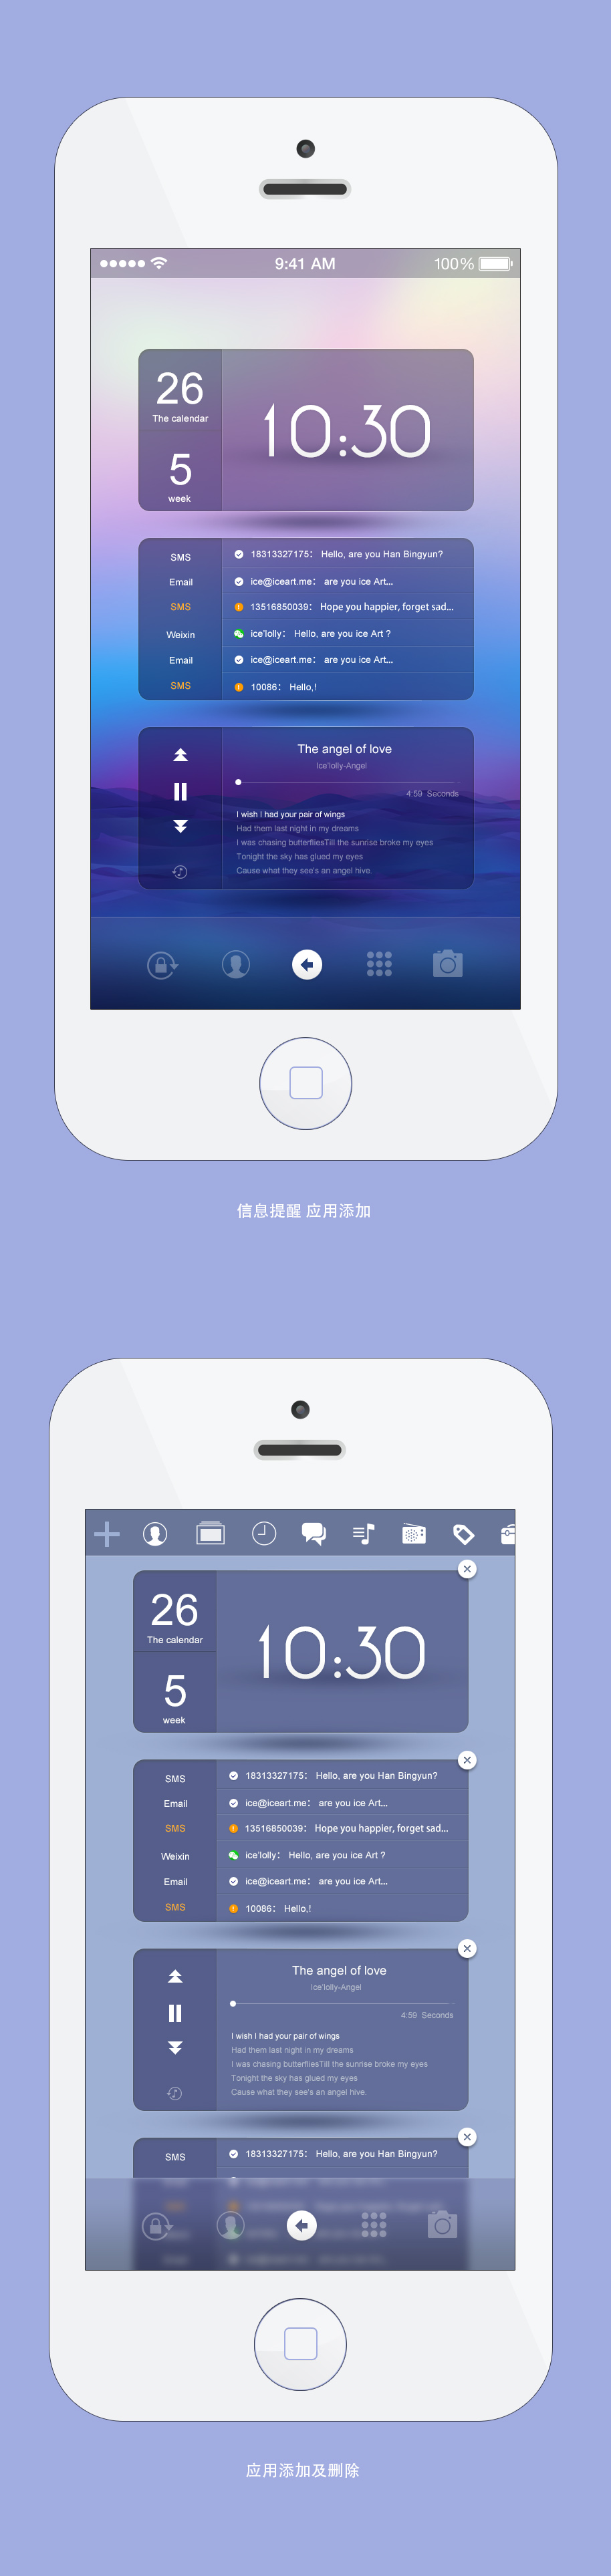 9:41 AM 100%
26
The calendar
10:30
5
week
SMS 18313327175: Hello, are you Han Bingyun?
Email ice@iceart.me: are you ice Art...
SMS 13516850039: Hope you happier, forget sad...
Weixin ice'lolly: Hello, are you ice Art ?
Email ice@iceart.me: are you ice Art...
SMS 10086: Hello,!
The angel of love
Ice'lolly-Angel
4:59 Seconds
I wish I had your pair of wings
Had them last night in my dreams
I was chasing butterfliesTill the sunrise broke my eyes
Tonight the sky has glued my eyes
Cause what they see's an angel hive.
信息提醒 应用添加
26
The calendar
10:30
5
week
SMS 18313327175: Hello, are you Han Bingyun?
Email ice@iceart.me: are you ice Art...
SMS 13516850039: Hope you happier, forget sad...
Weixin ice'lolly: Hello, are you ice Art ?
Email ice@iceart.me: are you ice Art...
SMS 10086: Hello,!
The angel of love
Ice'lolly-Angel
4:59 Seconds
I wish I had your pair of wings
Had them last night in my dreams
I was chasing butterfliesTill the sunrise broke my eyes
Tonight the sky has glued my eyes
Cause what they see's an angel hive.
SMS 18313327175: Hello, are you Han Bingyun?
应用添加及删除